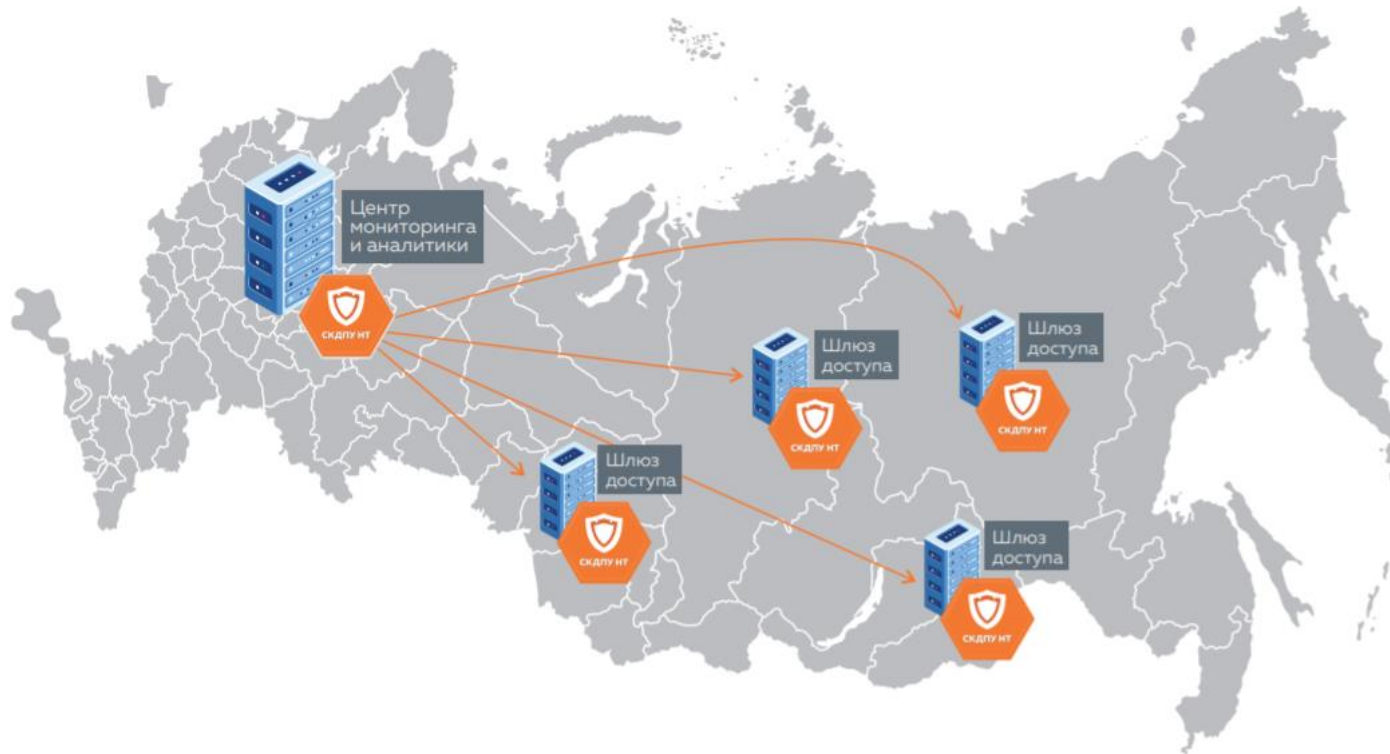 Центр
мониторинга
и аналитики
СКДПУ НТ
Шлюз
доступа
СКДПУ НТ
Шлюз
доступа
СКДПУ НТ
Шлюз
доступа
СКДПУ НТ
Шлюз
доступа
СКДПУ НТ